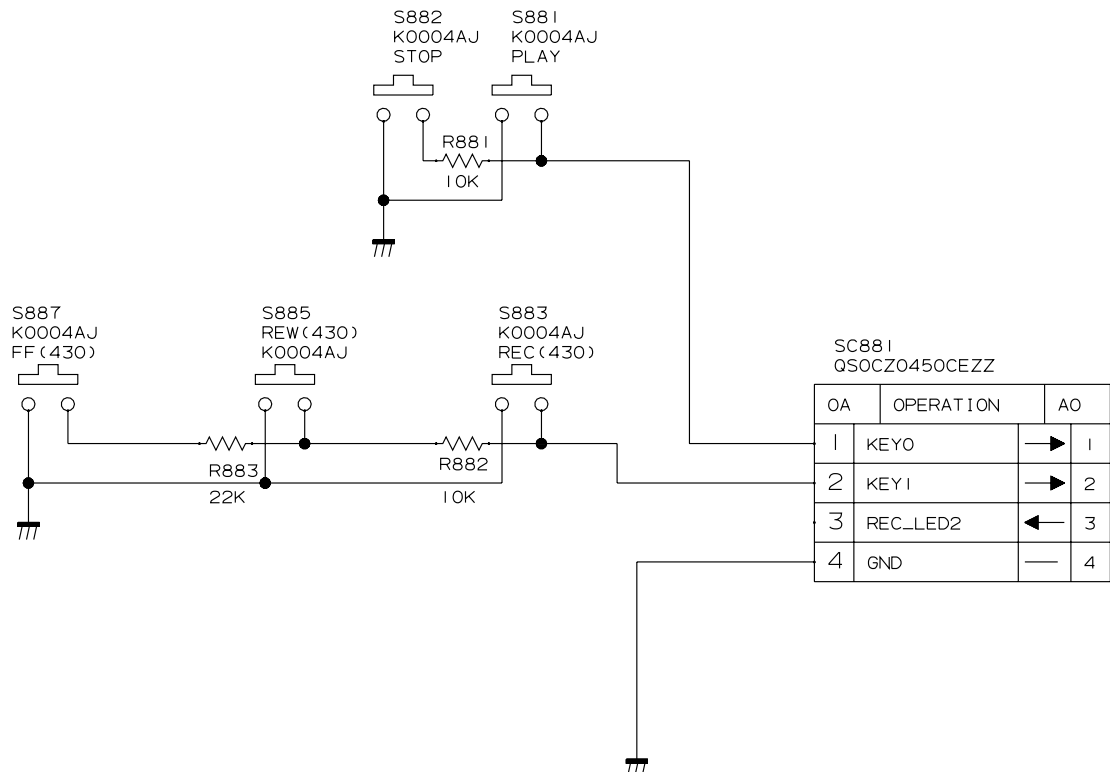 S882
K0004AJ
STOP
S881
K0004AJ
PLAY
R881
10K
S887
K0004AJ
FF(430)
S885
REW(430)
K0004AJ
S883
K0004AJ
REC(430)
R883
22K
R882
10K
SC881
QSOCZ0450CEZZ
OA OPERATION AO
1 KEY0 1
2 KEY1 2
3 REC_LED2 3
4 GND 4